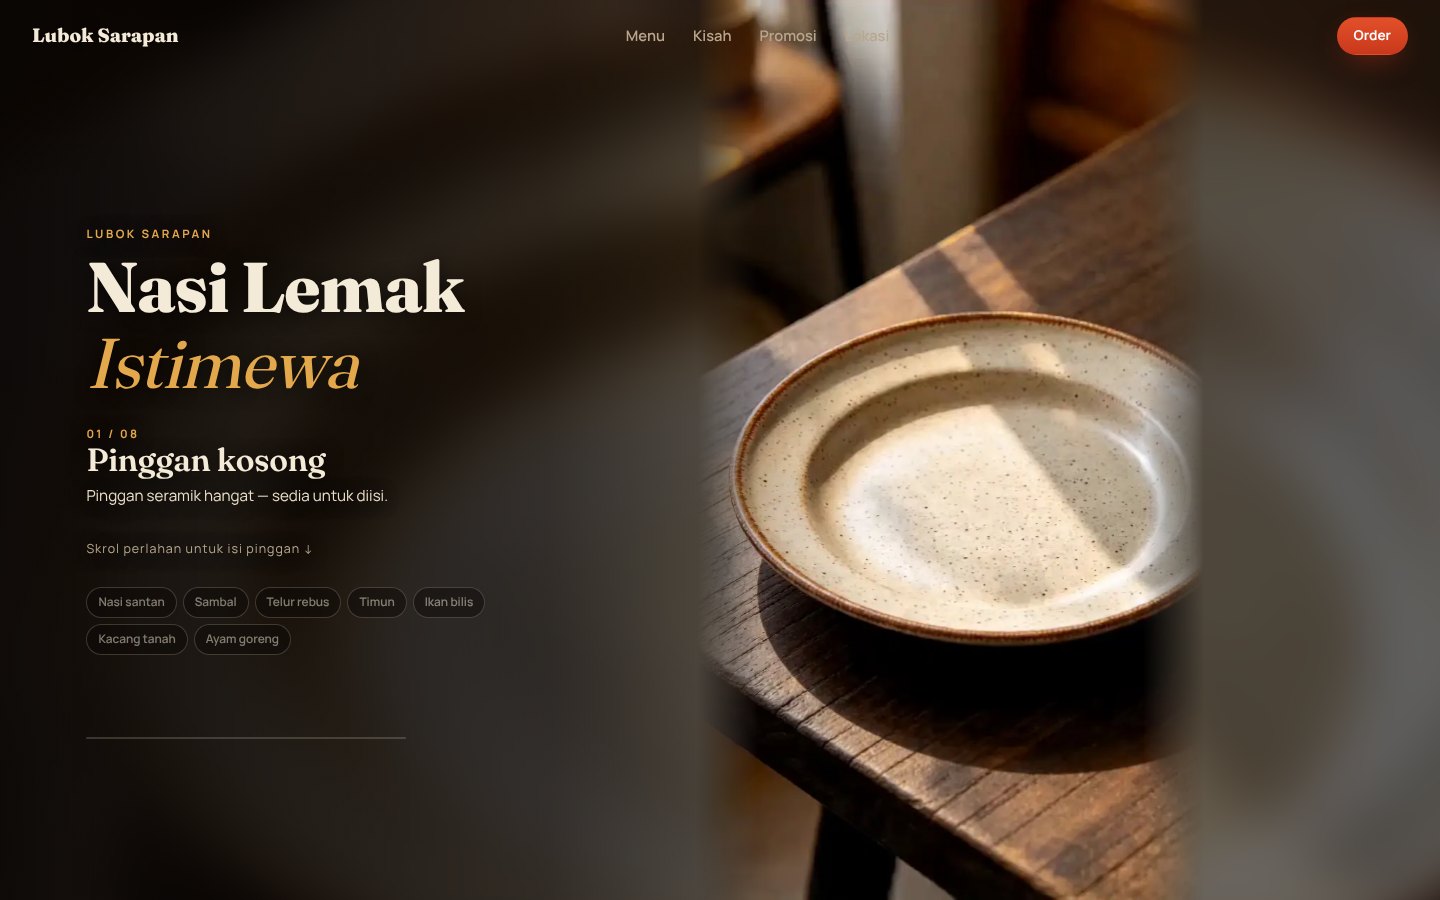 Lubok Sarapan
Menu Kisah Promosi Lokasi
Order
LUBOK SARAPAN
Nasi Lemak
Istimewa
01 / 08
Pinggan kosong
Pinggan seramik hangat — sedia untuk diisi.
Skrol perlahan untuk isi pinggan ↓
Nasi santan Sambal Telur rebus Timun Ikan bilis
Kacang tanah Ayam goreng